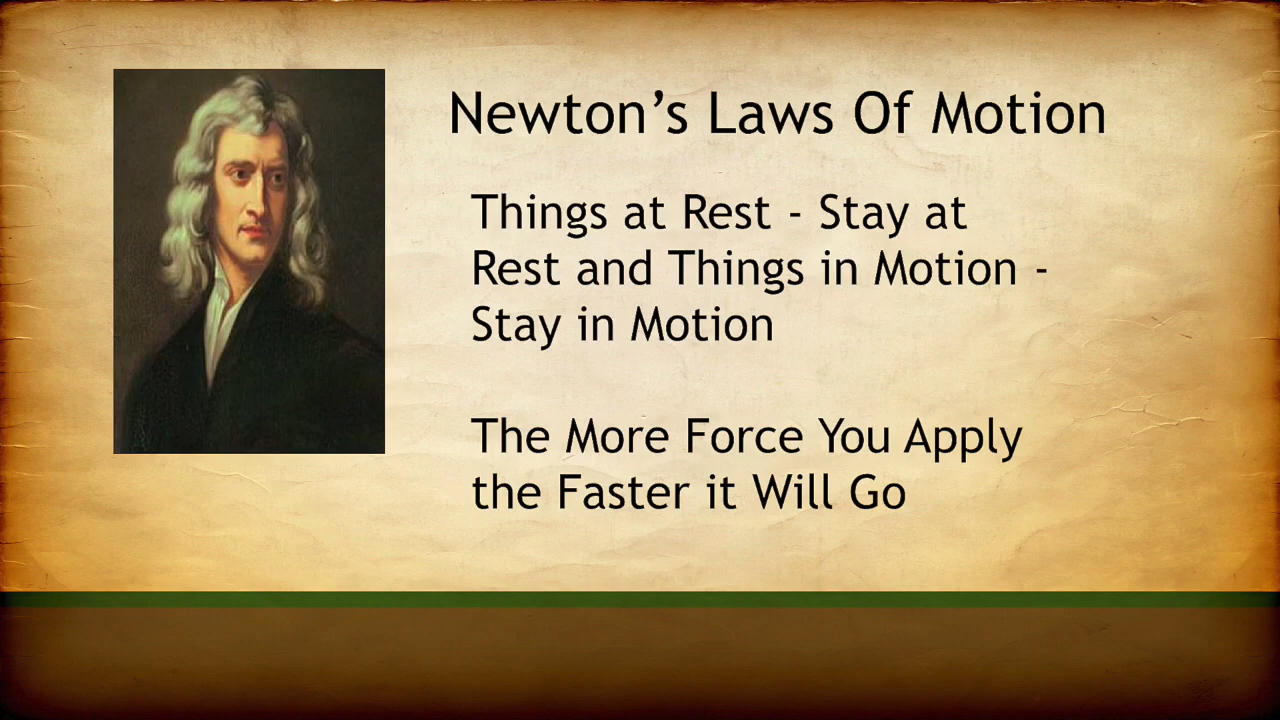 Newton’s Laws Of Motion
Things at Rest - Stay at
Rest and Things in Motion -
Stay in Motion
The More Force You Apply
the Faster it Will Go